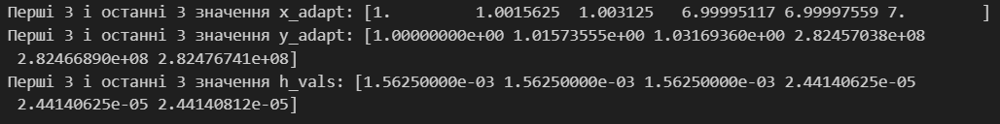 Перші 3 і останні 3 значення x_adapt: [1.         1.0015625  1.003125   6.99995117 6.99997559 7.        ]
Перші 3 і останні 3 значення y_adapt: [1.00000000e+00 1.01573555e+00 1.03169360e+00 2.82457038e+08
 2.82466890e+08 2.82476741e+08]
Перші 3 і останні 3 значення h_vals: [1.56250000e-03 1.56250000e-03 1.56250000e-03 2.44140625e-05
 2.44140625e-05 2.44140812e-05]